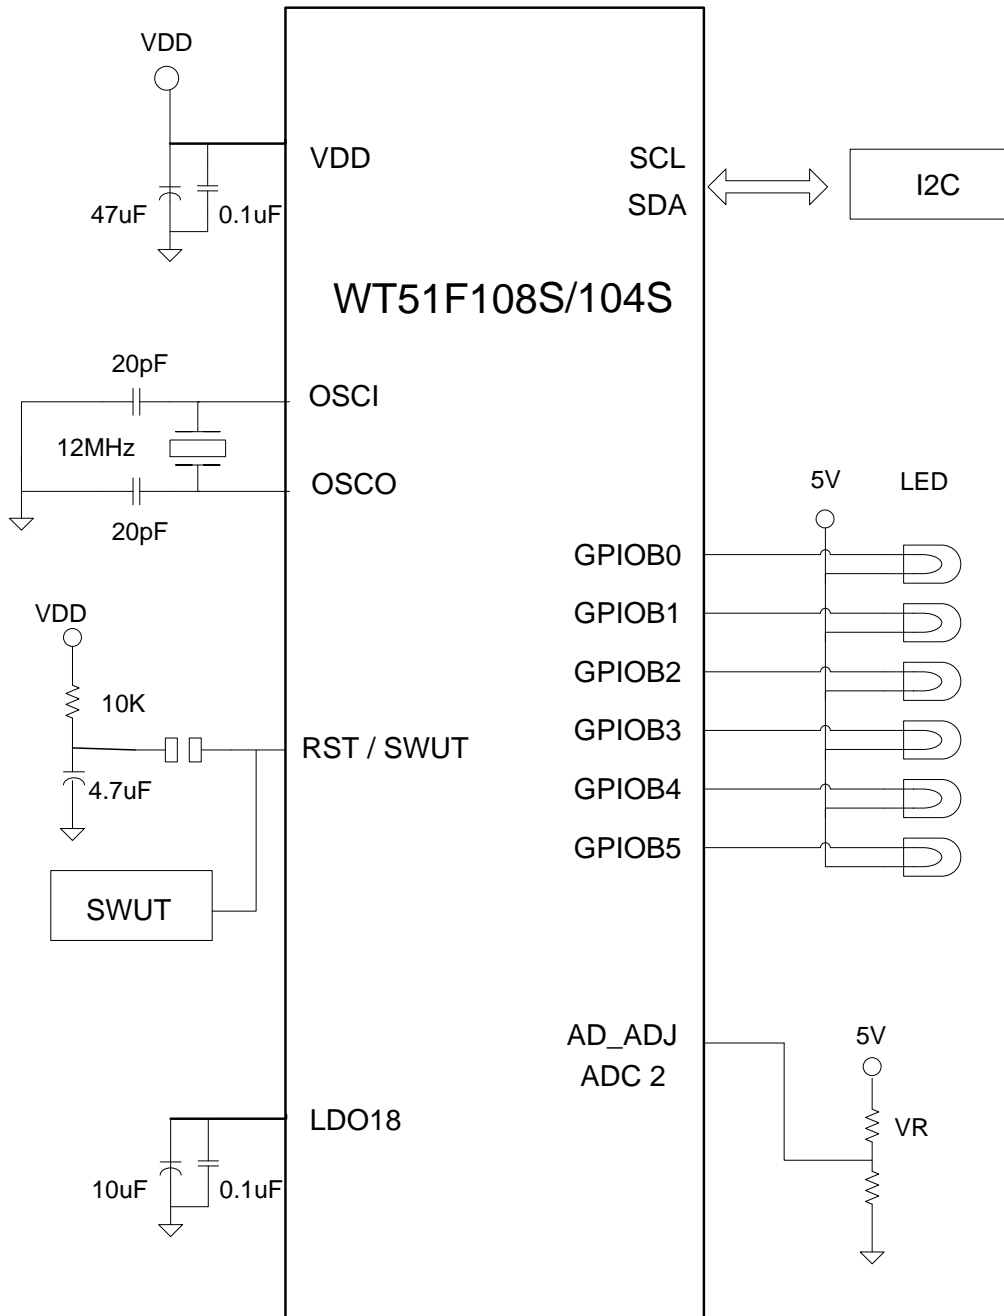 VDD
VDD
47uF
0.1uF
SCL
SDA
I2C
WT51F108S/104S
20pF
OSCI
12MHz
OSCO
20pF
5V
LED
GPIOB0
GPIOB1
GPIOB2
GPIOB3
GPIOB4
GPIOB5
VDD
10K
RST / SWUT
4.7uF
SWUT
AD_ADJ
ADC 2
5V
VR
LDO18
10uF
0.1uF